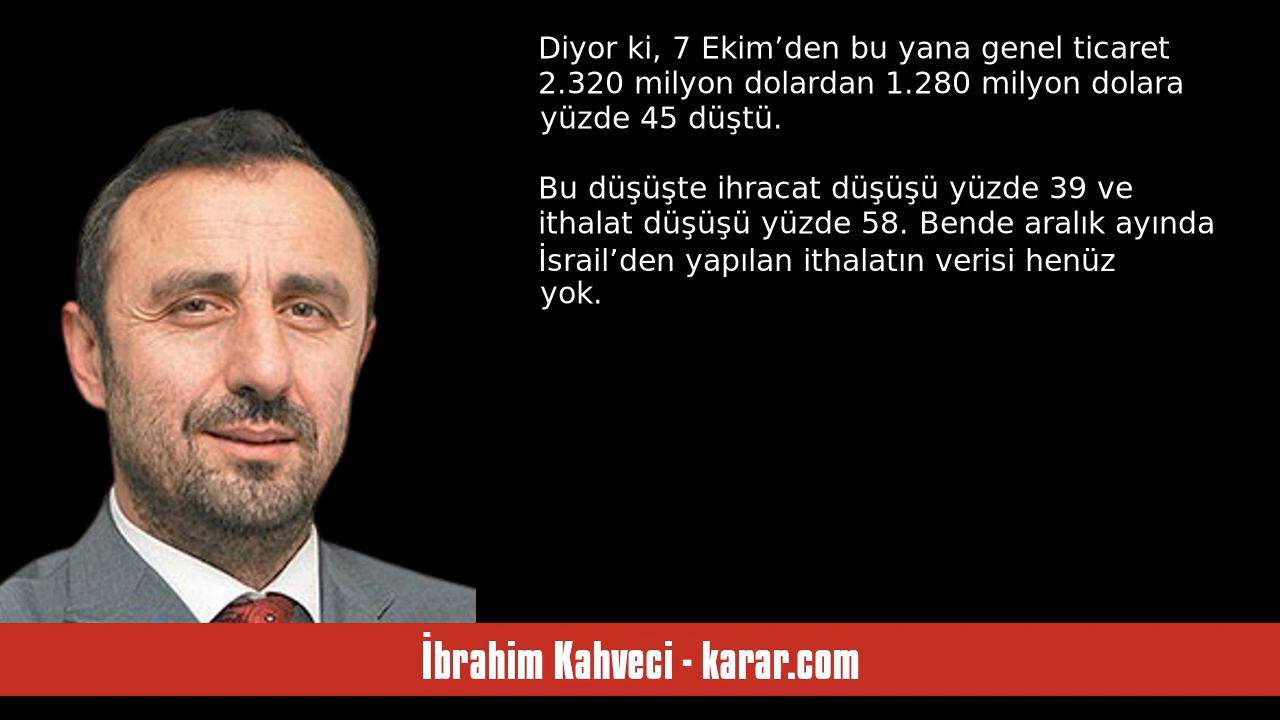 Diyor ki, 7 Ekim’den bu yana genel ticaret
2.320 milyon dolardan 1.280 milyon dolara
yüzde 45 düştü.
Bu düşüşte ihracat düşüşü yüzde 39 ve
ithalat düşüşü yüzde 58. Bende aralık ayında
İsrail’den yapılan ithalatın verisi henüz
yok.
İbrahim Kahveci - karar.com